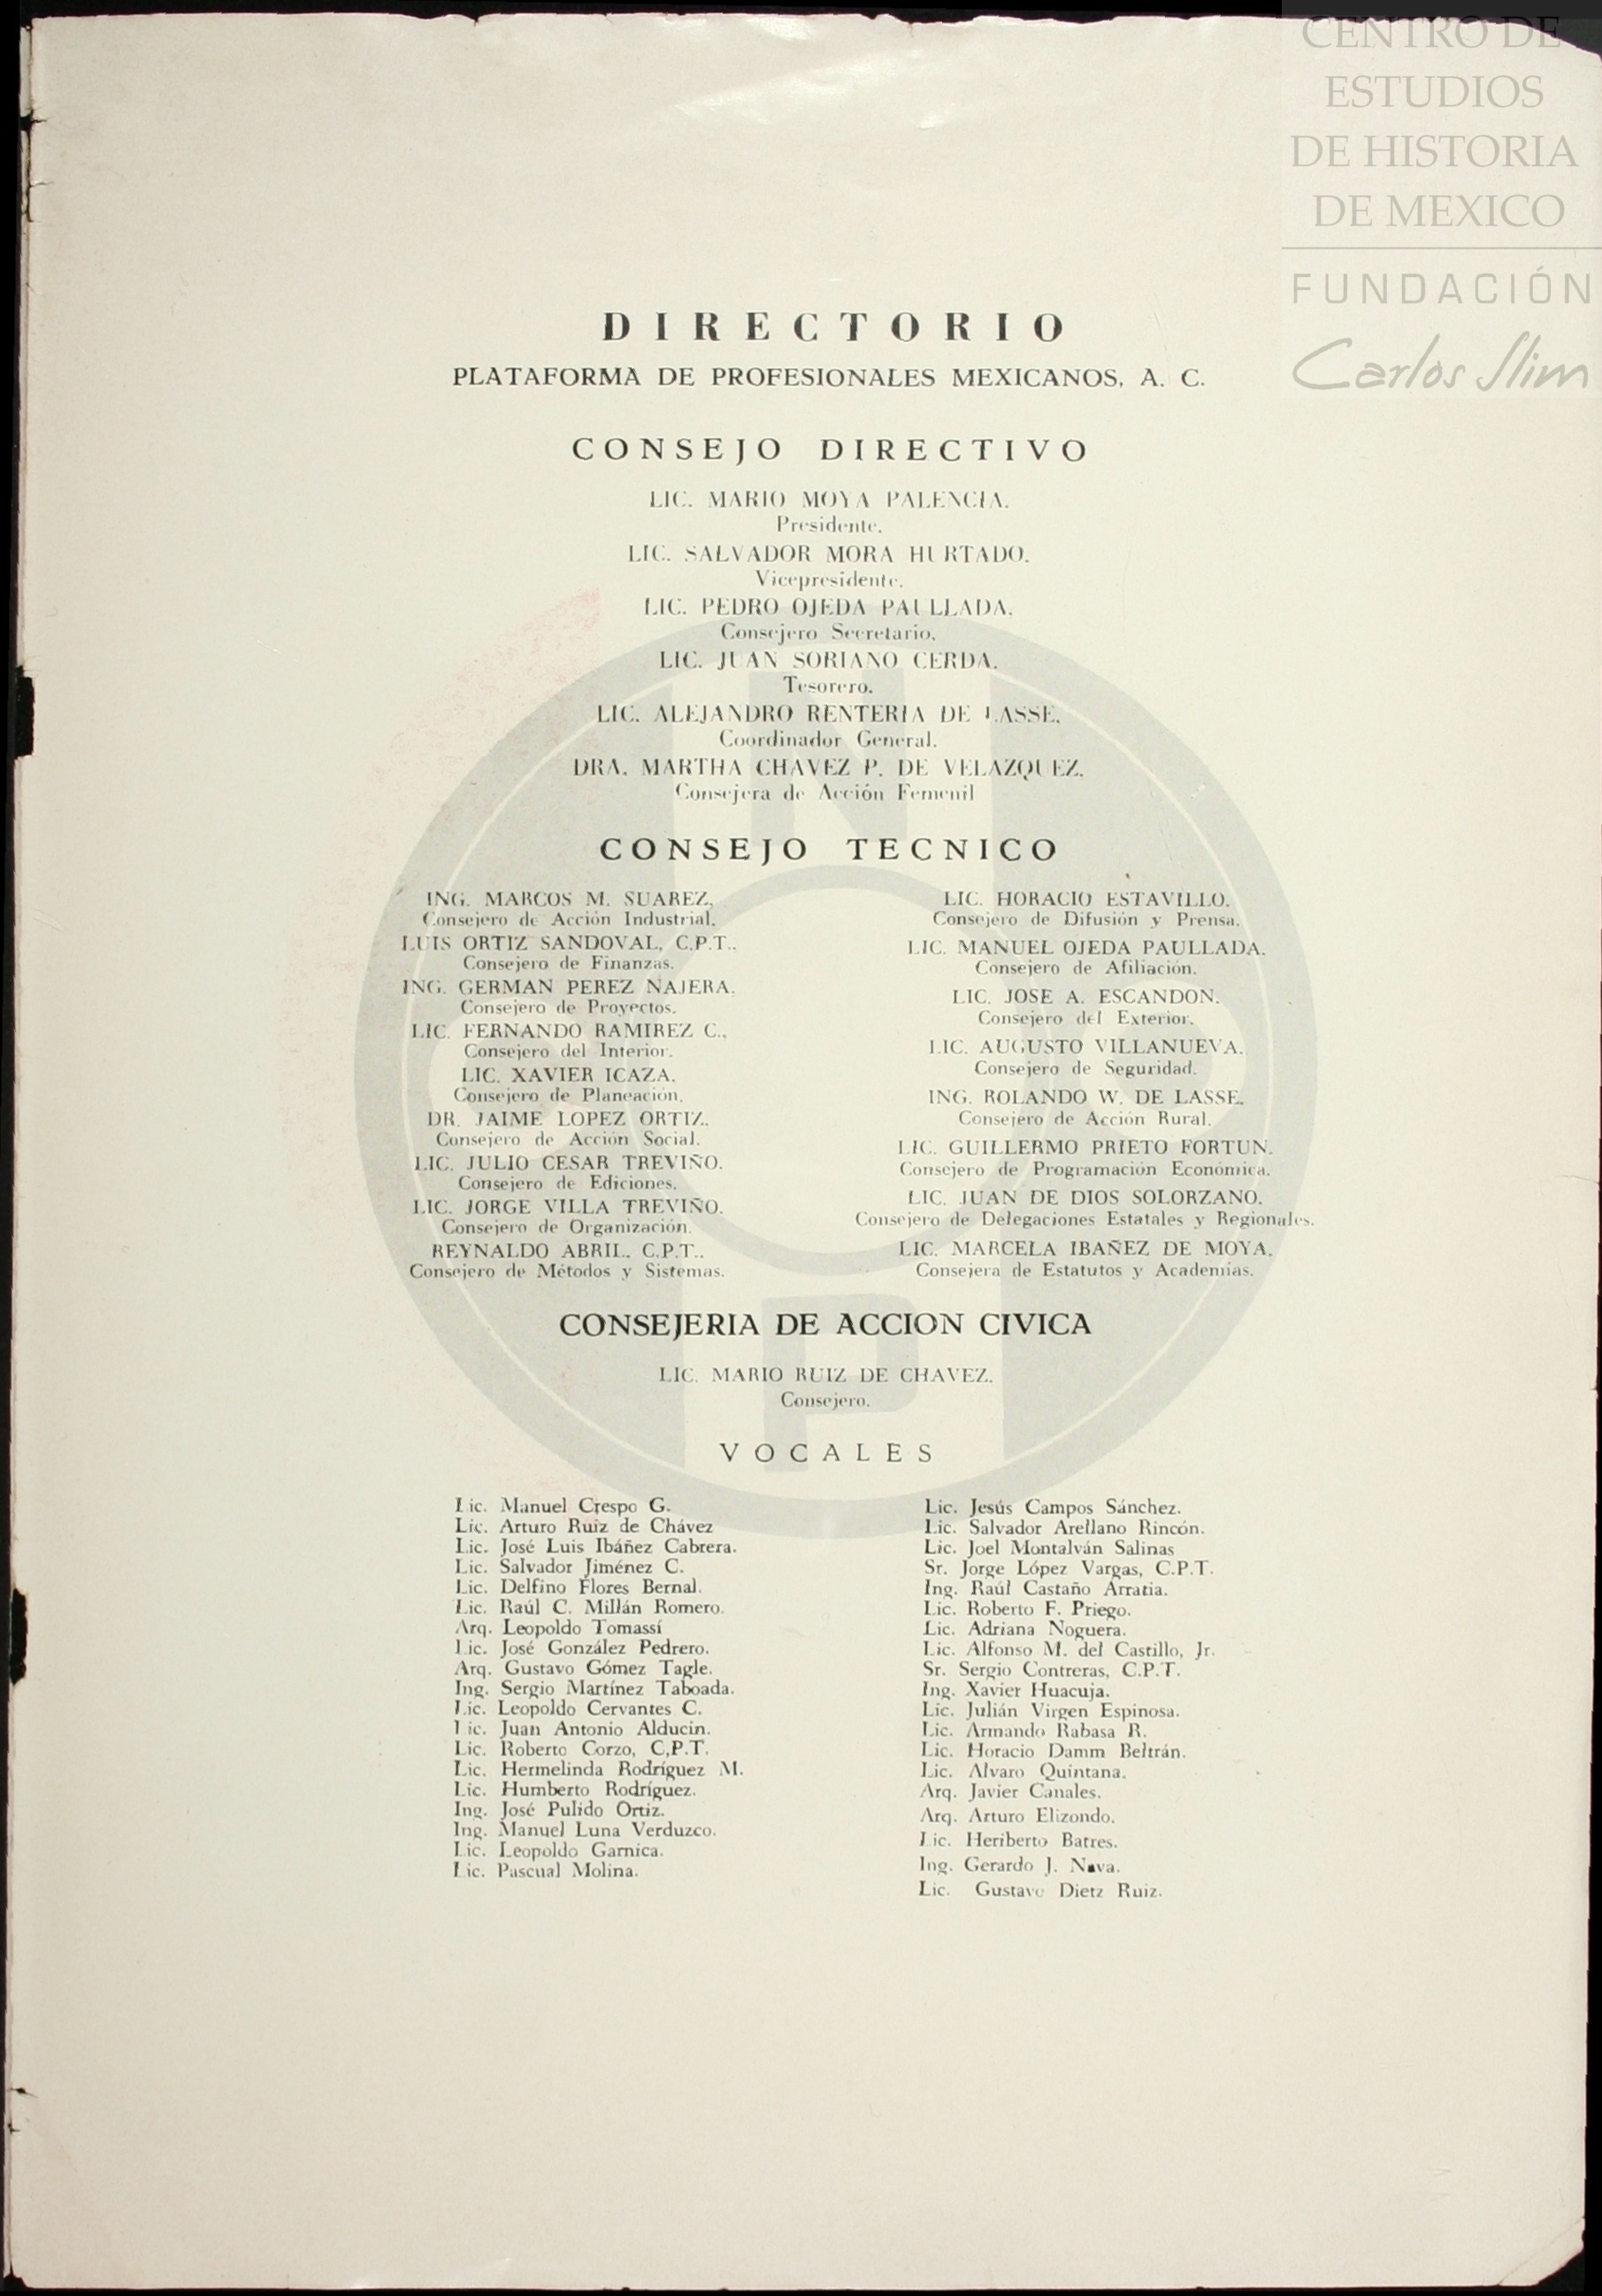 CENTRO DE
ESTUDIOS
DE HISTORIA
DE MEXICO
FUNDACIÓN
Carlos Slim
DIRECTORIO
PLATAFORMA DE PROFESIONALES MEXICANOS, A. C.
CONSEJO DIRECTIVO
LIC. MARIO MOYA PALENCIA.
Presidente.
LIC. SALVADOR MORA HURTADO.
Vicepresidente.
LIC. PEDRO OJEDA PAULLADA.
Consejero Secretario.
LIC. JUAN SORIANO CERDA.
Tesorero.
LIC. ALEJANDRO RENTERIA DE LASSE.
Coordinador General.
DRA. MARTHA CHAVEZ P. DE VELAZQUEZ.
Consejera de Acción Femenil
CONSEJO TECNICO
ING. MARCOS M. SUAREZ.
Consejero de Acción Industrial.
LUIS ORTIZ SANDOVAL, C.P.T..
Consejero de Finanzas.
ING. GERMAN PEREZ NAJERA.
Consejero de Proyectos.
LIC. FERNANDO RAMIREZ C.,
Consejero del Interior.
LIC. XAVIER ICAZA.
Consejero de Planeación.
DR. JAIME LOPEZ ORTIZ.
Consejero de Acción Social.
LIC. JULIO CESAR TREVIÑO.
Consejero de Ediciones.
LIC. JORGE VILLA TREVIÑO.
Consejero de Organización.
REYNALDO ABRIL, C.P.T..
Consejero de Métodos y Sistemas.
LIC. HORACIO ESTAVILLO.
Consejero de Difusión y Prensa.
LIC. MANUEL OJEDA PAULLADA.
Consejero de Afiliación.
LIC. JOSE A. ESCANDON.
Consejero del Exterior.
LIC. AUGUSTO VILLANUEVA.
Consejero de Seguridad.
ING. ROLANDO W. DE LASSE.
Consejero de Acción Rural.
LIC. GUILLERMO PRIETO FORTUN.
Consejero de Programación Económica.
LIC. JUAN DE DIOS SOLORZANO.
Consejero de Delegaciones Estatales y Regionales.
LIC. MARCELA IBAÑEZ DE MOYA.
Consejera de Estatutos y Academias.
CONSEJERIA DE ACCION CIVICA
LIC. MARIO RUIZ DE CHAVEZ.
Consejero.
VOCALES
Lic. Manuel Crespo G.
Lic. Arturo Ruiz de Chávez
Lic. José Luis Ibáñez Cabrera.
Lic. Salvador Jiménez C.
Lic. Delfino Flores Bernal.
Lic. Raúl C. Millán Romero.
Arq. Leopoldo Tomassí
Lic. José González Pedrero.
Arq. Gustavo Gómez Tagle.
Ing. Sergio Martínez Taboada.
Lic. Leopoldo Cervantes C.
Lic. Juan Antonio Alducin.
Lic. Roberto Corzo, C,P.T.
Lic. Hermelinda Rodríguez M.
Lic. Humberto Rodríguez.
Ing. José Pulido Ortiz.
Ing. Manuel Luna Verduzco.
Lic. Leopoldo Garnica.
Lic. Pascual Molina.
Lic. Jesús Campos Sánchez.
Lic. Salvador Arellano Rincón.
Lic. Joel Montalván Salinas
Sr. Jorge López Vargas, C.P.T.
Ing. Raúl Castaño Arratia.
Lic. Roberto F. Priego.
Lic. Adriana Noguera.
Lic. Alfonso M. del Castillo, Jr.
Sr. Sergio Contreras, C.P.T.
Ing. Xavier Huacuja.
Lic. Julián Virgen Espinosa.
Lic. Armando Rabasa R.
Lic. Horacio Damm Beltrán.
Lic. Alvaro Quintana.
Arq. Javier Canales.
Arq. Arturo Elizondo.
Lic. Heriberto Batres.
Ing. Gerardo J. Nava.
Lic. Gustavo Dietz Ruiz.